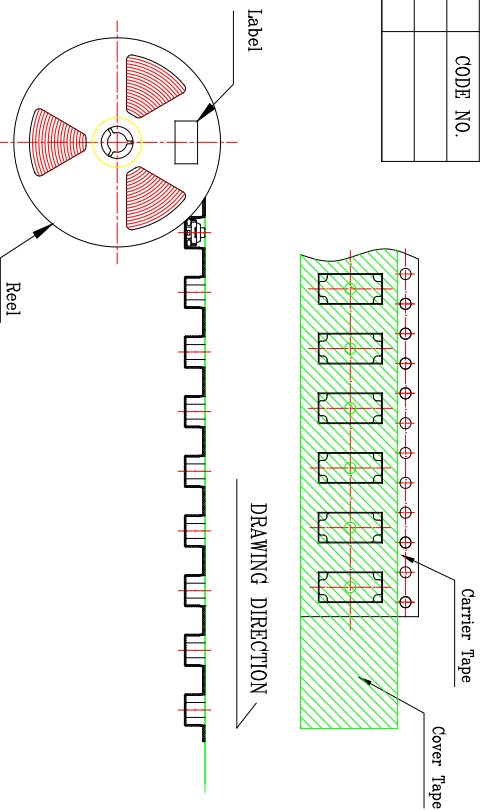 CODE NO.
Label
Reel
DRAWING DIRECTION
Carrier Tape
Cover Tape